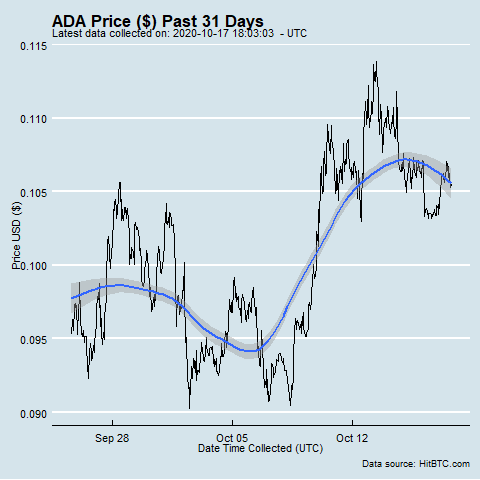 ADA Price ($) Past 31 Days
Latest data collected on: 2020-10-17 18:03:03 - UTC
0.115
0.110
0.105
0.100
0.095
0.090
Price USD ($)
Sep 28 Oct 05 Oct 12
Date Time Collected (UTC)
Data source: HitBTC.com